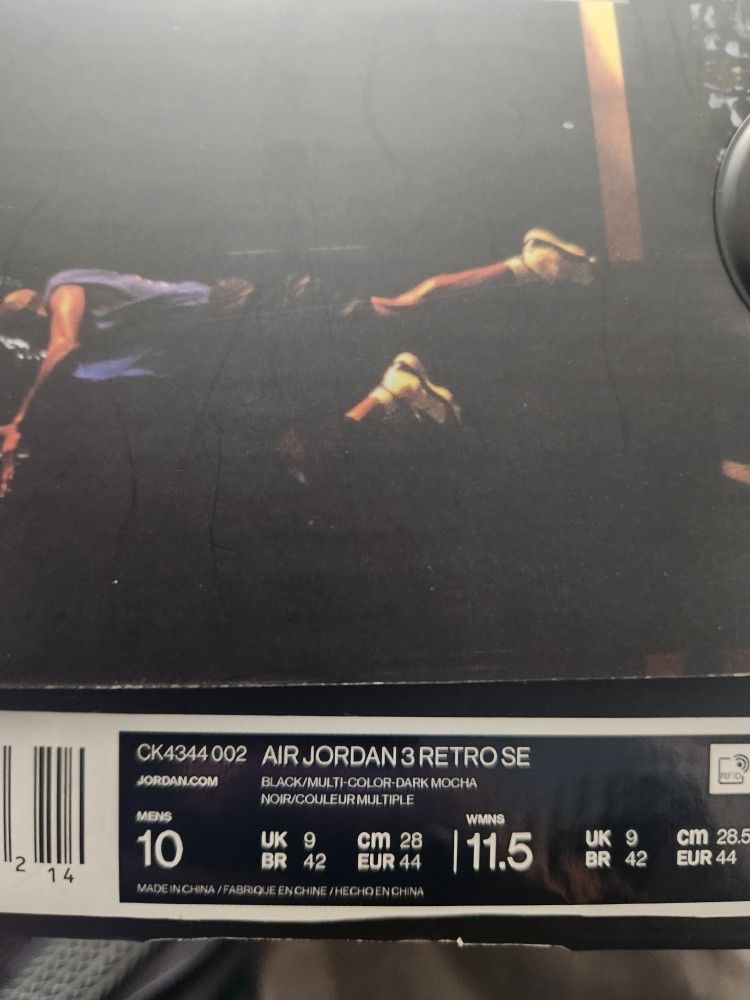 CK4344 002 AIR JORDAN 3 RETRO SE
JORDAN.COM BLACK/MULTI-COLOR-DARK MOCHA
NOIR/COULEUR MULTIPLE
MENS WMNS
10 UK 9 cm 28 11.5 UK 9 cm 28.5
BR 42 EUR 44 BR 42 EUR 44
MADE IN CHINA / FABRIQUE EN CHINE / HECHO EN CHINA
2 14
RFID